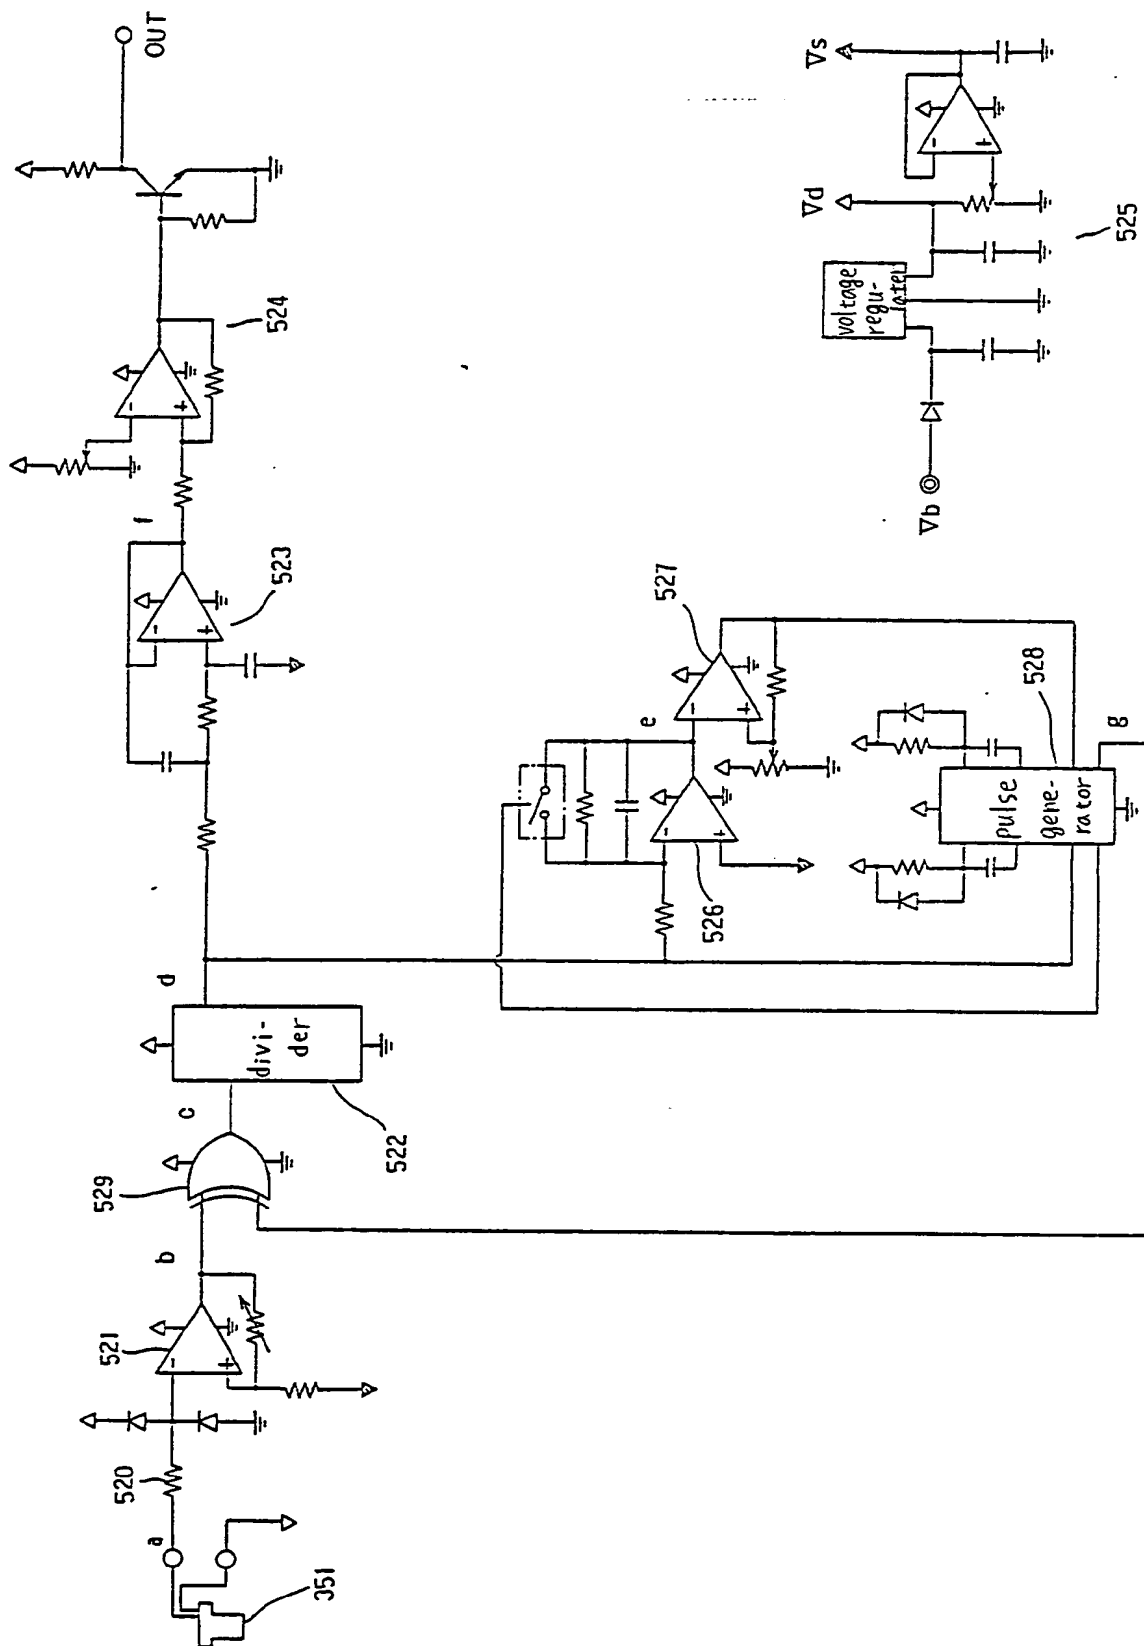 351
a
520
521
b
529
c
divi-
der
522
d
523
f
524
OUT
526
e
527
pulse
gene-
rator
528
g
Vb
voltage
regu-
later
Vd
Vs
525